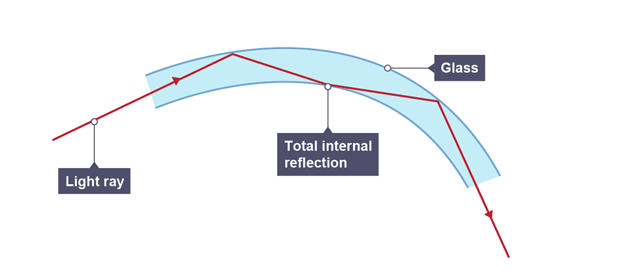 Glass
Total internal
reflection
Light ray